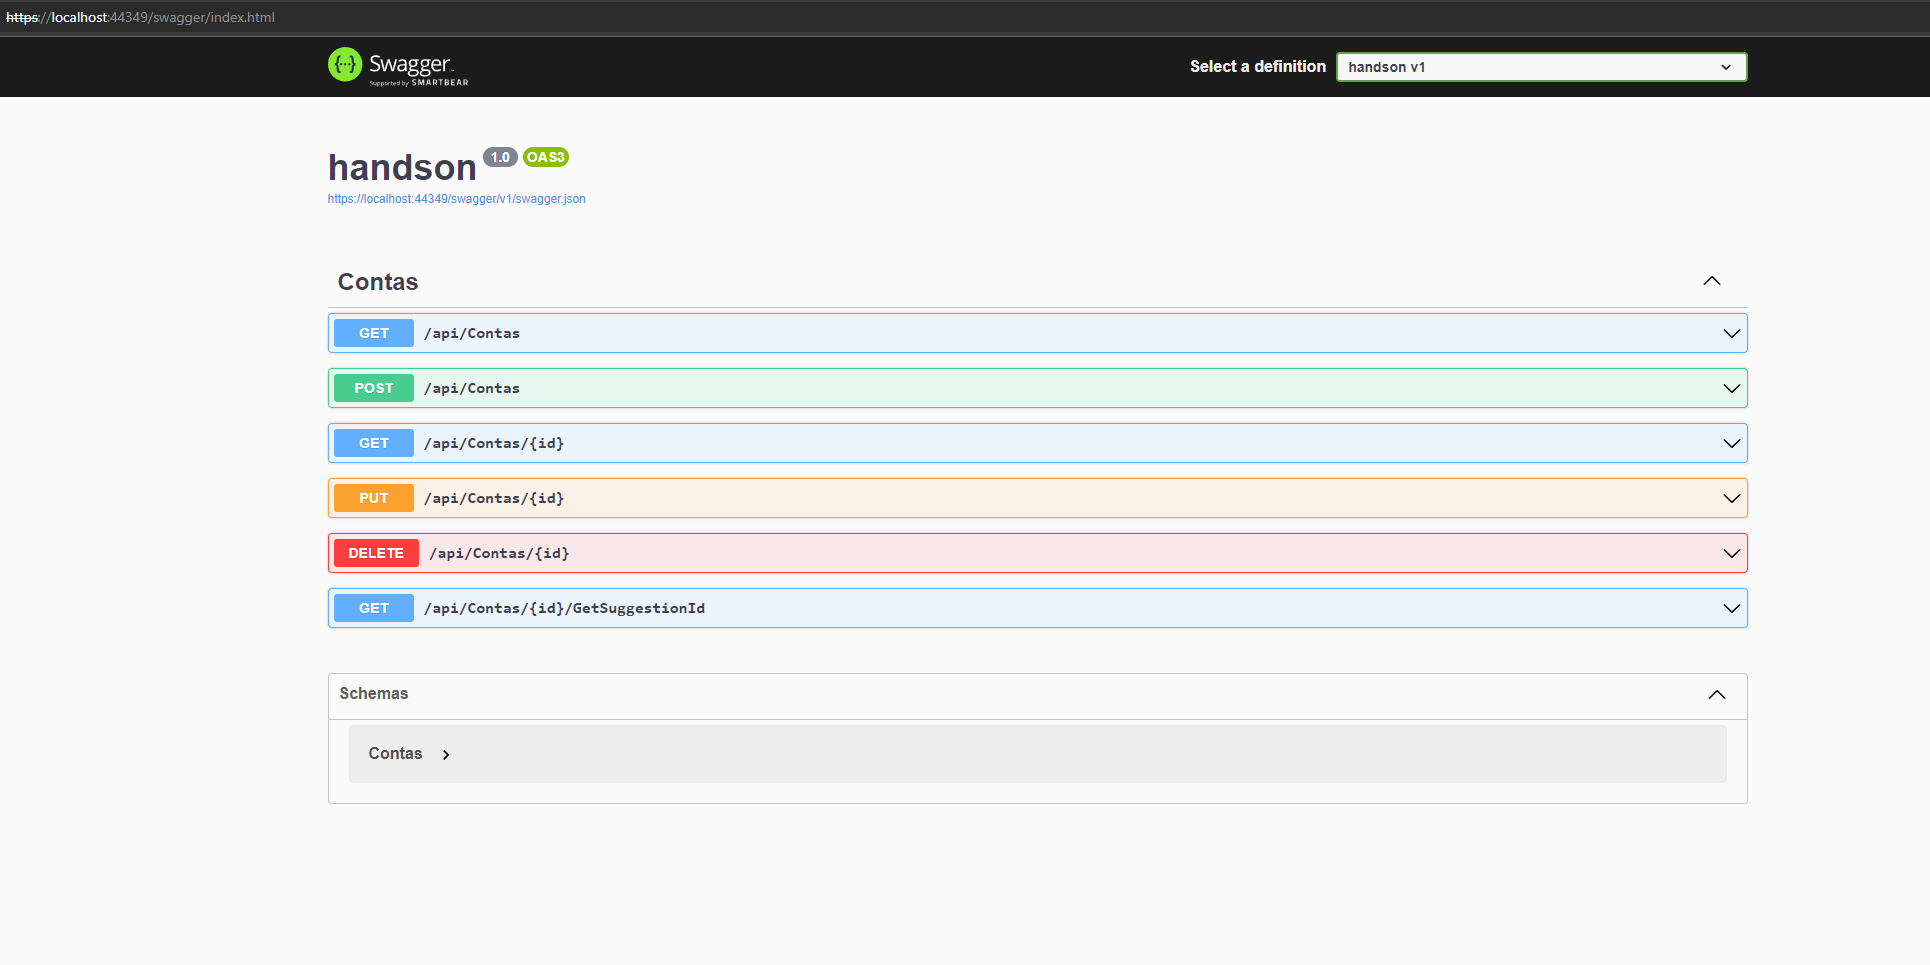 https://localhost:44349/swagger/index.html
{···} Swagger
Supported by SMARTBEAR
Select a definition
handson v1
handson 1.0 OAS3
https://localhost:44349/swagger/v1/swagger.json
Contas
GET /api/Contas
POST /api/Contas
GET /api/Contas/{id}
PUT /api/Contas/{id}
DELETE /api/Contas/{id}
GET /api/Contas/{id}/GetSuggestionId
Schemas
Contas